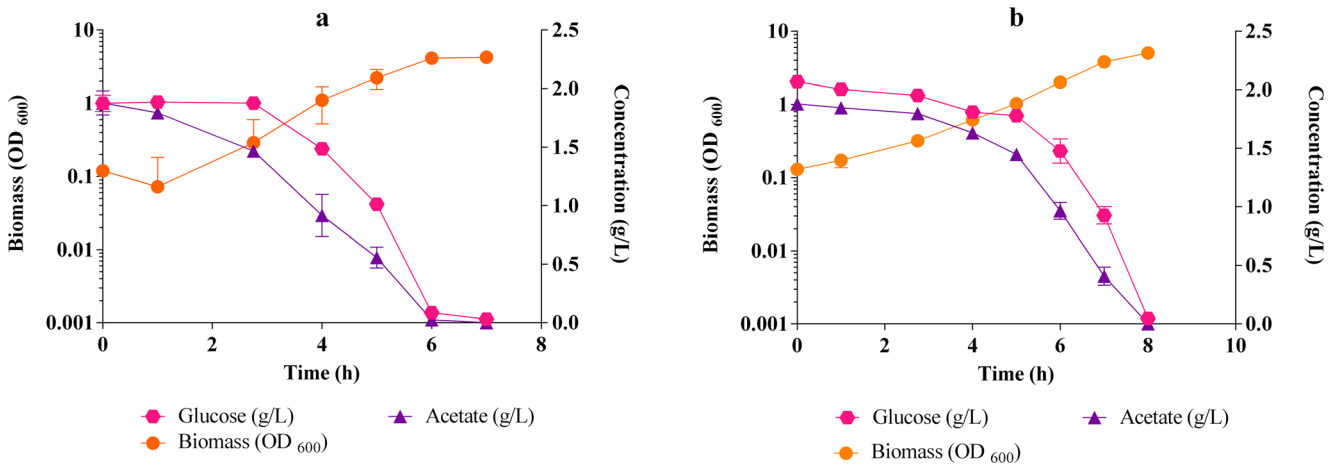 a
10
1
0.1
0.01
0.001
Biomass (OD 600)
2.5
2.0
1.5
1.0
0.5
0.0
Concentration (g/L)
0 2 4 6 8
Time (h)
Glucose (g/L) Acetate (g/L)
Biomass (OD 600)
b
10
1
0.1
0.01
0.001
Biomass (OD 600)
2.5
2.0
1.5
1.0
0.5
0.0
Concentration (g/L)
0 2 4 6 8 10
Time (h)
Glucose (g/L) Acetate (g/L)
Biomass (OD 600)